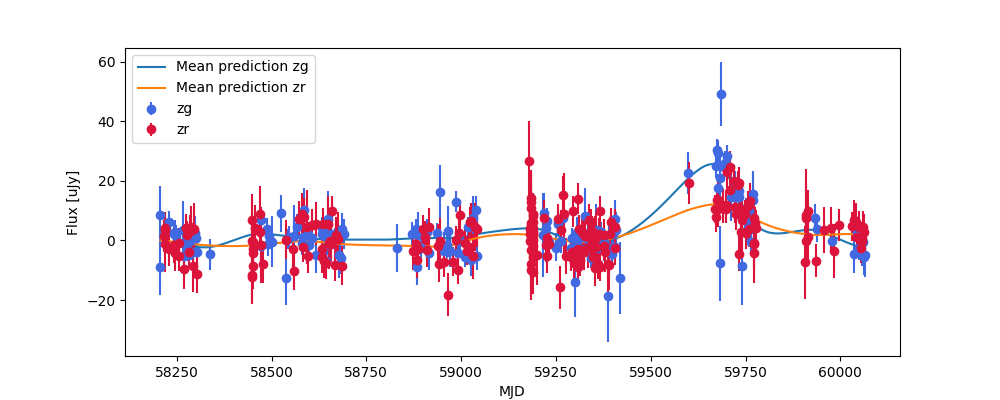 Mean prediction zg
Mean prediction zr
zg
zr
Flux [uJy]
60
40
20
0
−20
58250 58500 58750 59000 59250 59500 59750 60000
MJD